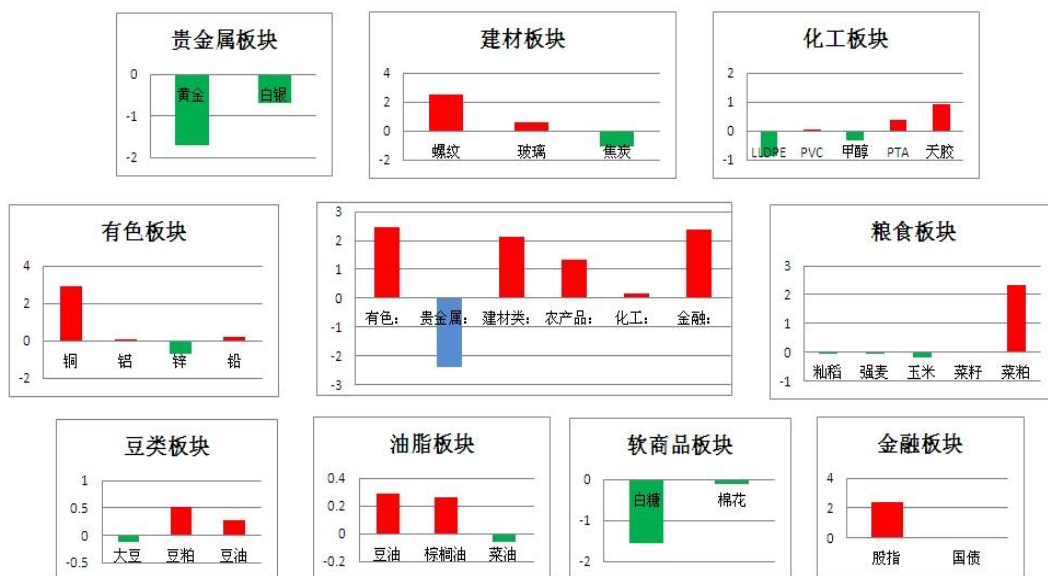 贵金属板块
0
-1
-2
黄金 白银
建材板块
4
2
0
-2
螺纹 玻璃 焦炭
化工板块
2
1
0
-1
LLDPE PVC 甲醇 PTA 天胶
有色板块
4
2
0
-2
铜 铝 锌 铅
3
2
1
0
-1
-2
-3
有色: 贵金属: 建材类: 农产品: 化工: 金融:
粮食板块
3
2
1
0
-1
籼稻 强麦 玉米 菜籽 菜粕
豆类板块
1
0.5
0
-0.5
大豆 豆粕 豆油
油脂板块
0.4
0.2
0
-0.2
豆油 棕榈油 菜油
软商品板块
0
-1
-2
白糖 棉花
金融板块
4
2
0
股指 国债